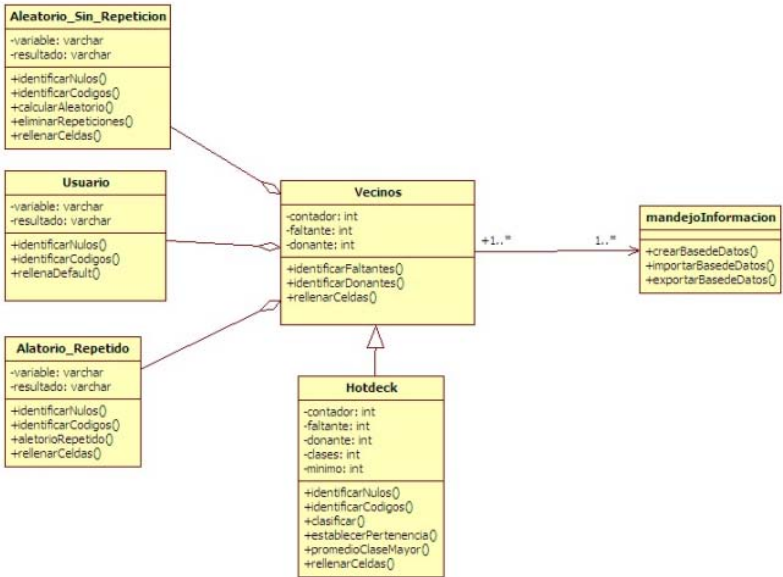 Aleatorio_Sin_Repeticion
-variable: varchar
-resultado: varchar
+identificarNulos()
+identificarCodigos()
+calcularAleatorio()
+eliminarRepeticiones()
+rellenarCeldas()
Usuario
-variable: varchar
-resultado: varchar
+identificarNulos()
+identificarCodigos()
+rellenaDefault()
Alatorio_Repetido
-variable: varchar
-resultado: varchar
+identificarNulos()
+identificarCodigos()
+aletorioRepetido()
+rellenarCeldas()
Vecinos
-contador: int
-faltante: int
-donante: int
+identificarFaltantes()
+identificarDonantes()
+rellenarCeldas()
+1..*
1..*
mandejoInformacion
+crearBasedeDatos()
+importarBasedeDatos()
+exportarBasedeDatos()
Hotdeck
-contador: int
-faltante: int
-donante: int
-clases: int
-minimo: int
+identificarNulos()
+identificarCodigos()
+clasificar()
+establecerPertenencia()
+promedioClaseMayor()
+rellenarCeldas()